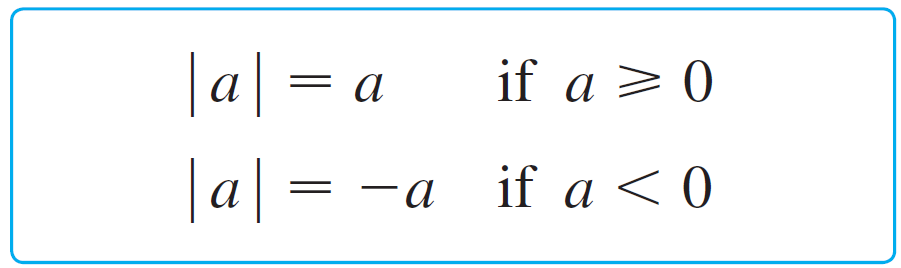 |a| = a if a ⩾ 0
|a| = −a if a < 0